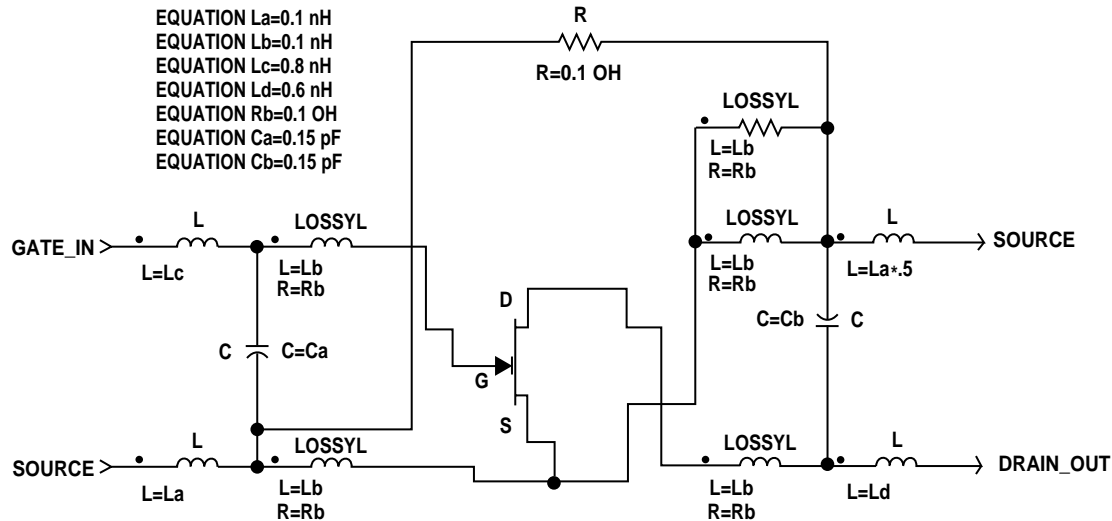 EQUATION La=0.1 nH
EQUATION Lb=0.1 nH
EQUATION Lc=0.8 nH
EQUATION Ld=0.6 nH
EQUATION Rb=0.1 OH
EQUATION Ca=0.15 pF
EQUATION Cb=0.15 pF
R
R=0.1 OH
LOSSYL
L=Lb
R=Rb
L
LOSSYL
LOSSYL
L
GATE_IN
SOURCE
L=Lc
L=Lb
R=Rb
L=Lb
R=Rb
L=La*.5
D
C=Cb
C
C
C=Ca
G
S
L
LOSSYL
LOSSYL
L
SOURCE
DRAIN_OUT
L=La
L=Lb
R=Rb
L=Lb
R=Rb
L=Ld